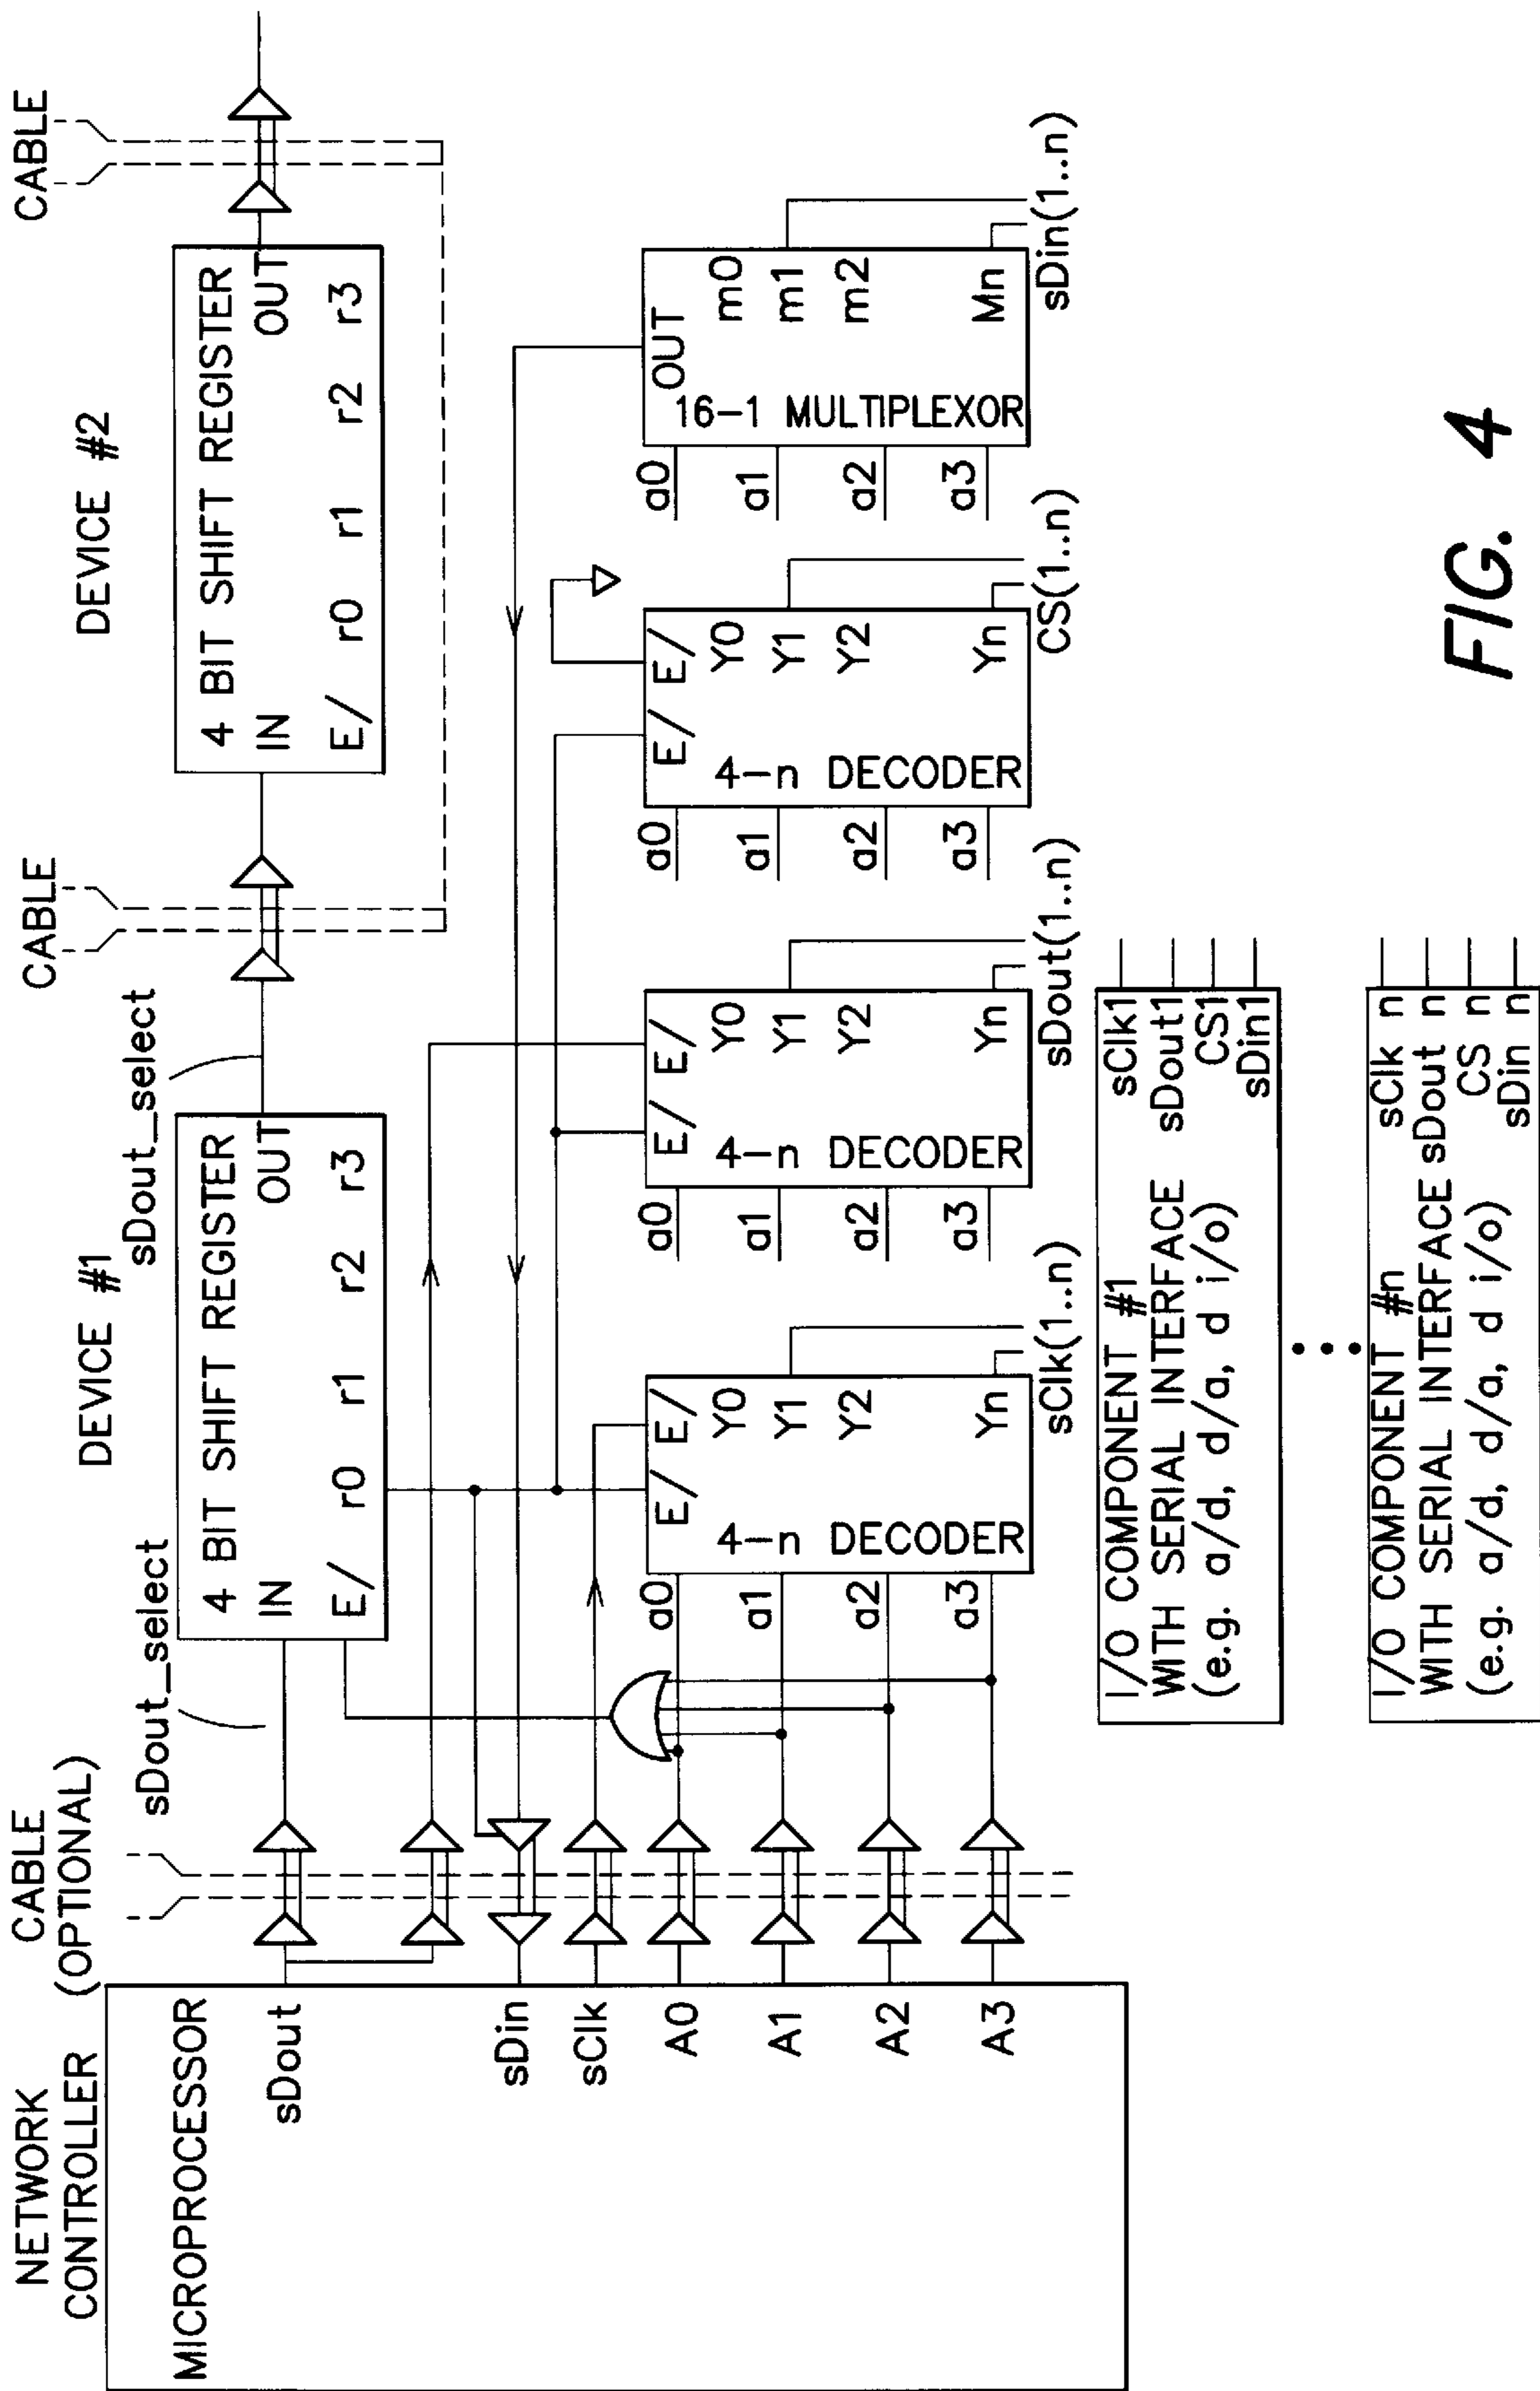 NETWORK
CONTROLLER
CABLE
(OPTIONAL)
MICROPROCESSOR
sDout
sDin
sClk
A0
A1
A2
A3
sDout_select
DEVICE #1
4 BIT SHIFT REGISTER
IN
OUT
E/ r0 r1 r2 r3
sDout_select
CABLE
DEVICE #2
4 BIT SHIFT REGISTER
IN
OUT
E/ r0 r1 r2 r3
CABLE
a0
a1
a2
a3
E/ E/
Y0
Y1
Y2
Yn
4-n DECODER
sClk(1..n)
a0
a1
a2
a3
E/ E/
Y0
Y1
Y2
Yn
4-n DECODER
sDout(1..n)
a0
a1
a2
a3
E/ E/
Y0
Y1
Y2
Yn
4-n DECODER
CS(1..n)
a0
a1
a2
a3
OUT
m0
m1
m2
Mn
16-1 MULTIPLEXOR
sDin(1..n)
I/O COMPONENT #1
WITH SERIAL INTERFACE
(e.g. a/d, d/a, d i/o)
sClk1
sDout1
CS1
sDin1
I/O COMPONENT #n
WITH SERIAL INTERFACE
(e.g. a/d, d/a, d i/o)
sClk n
sDout n
CS n
sDin n
FIG. 4